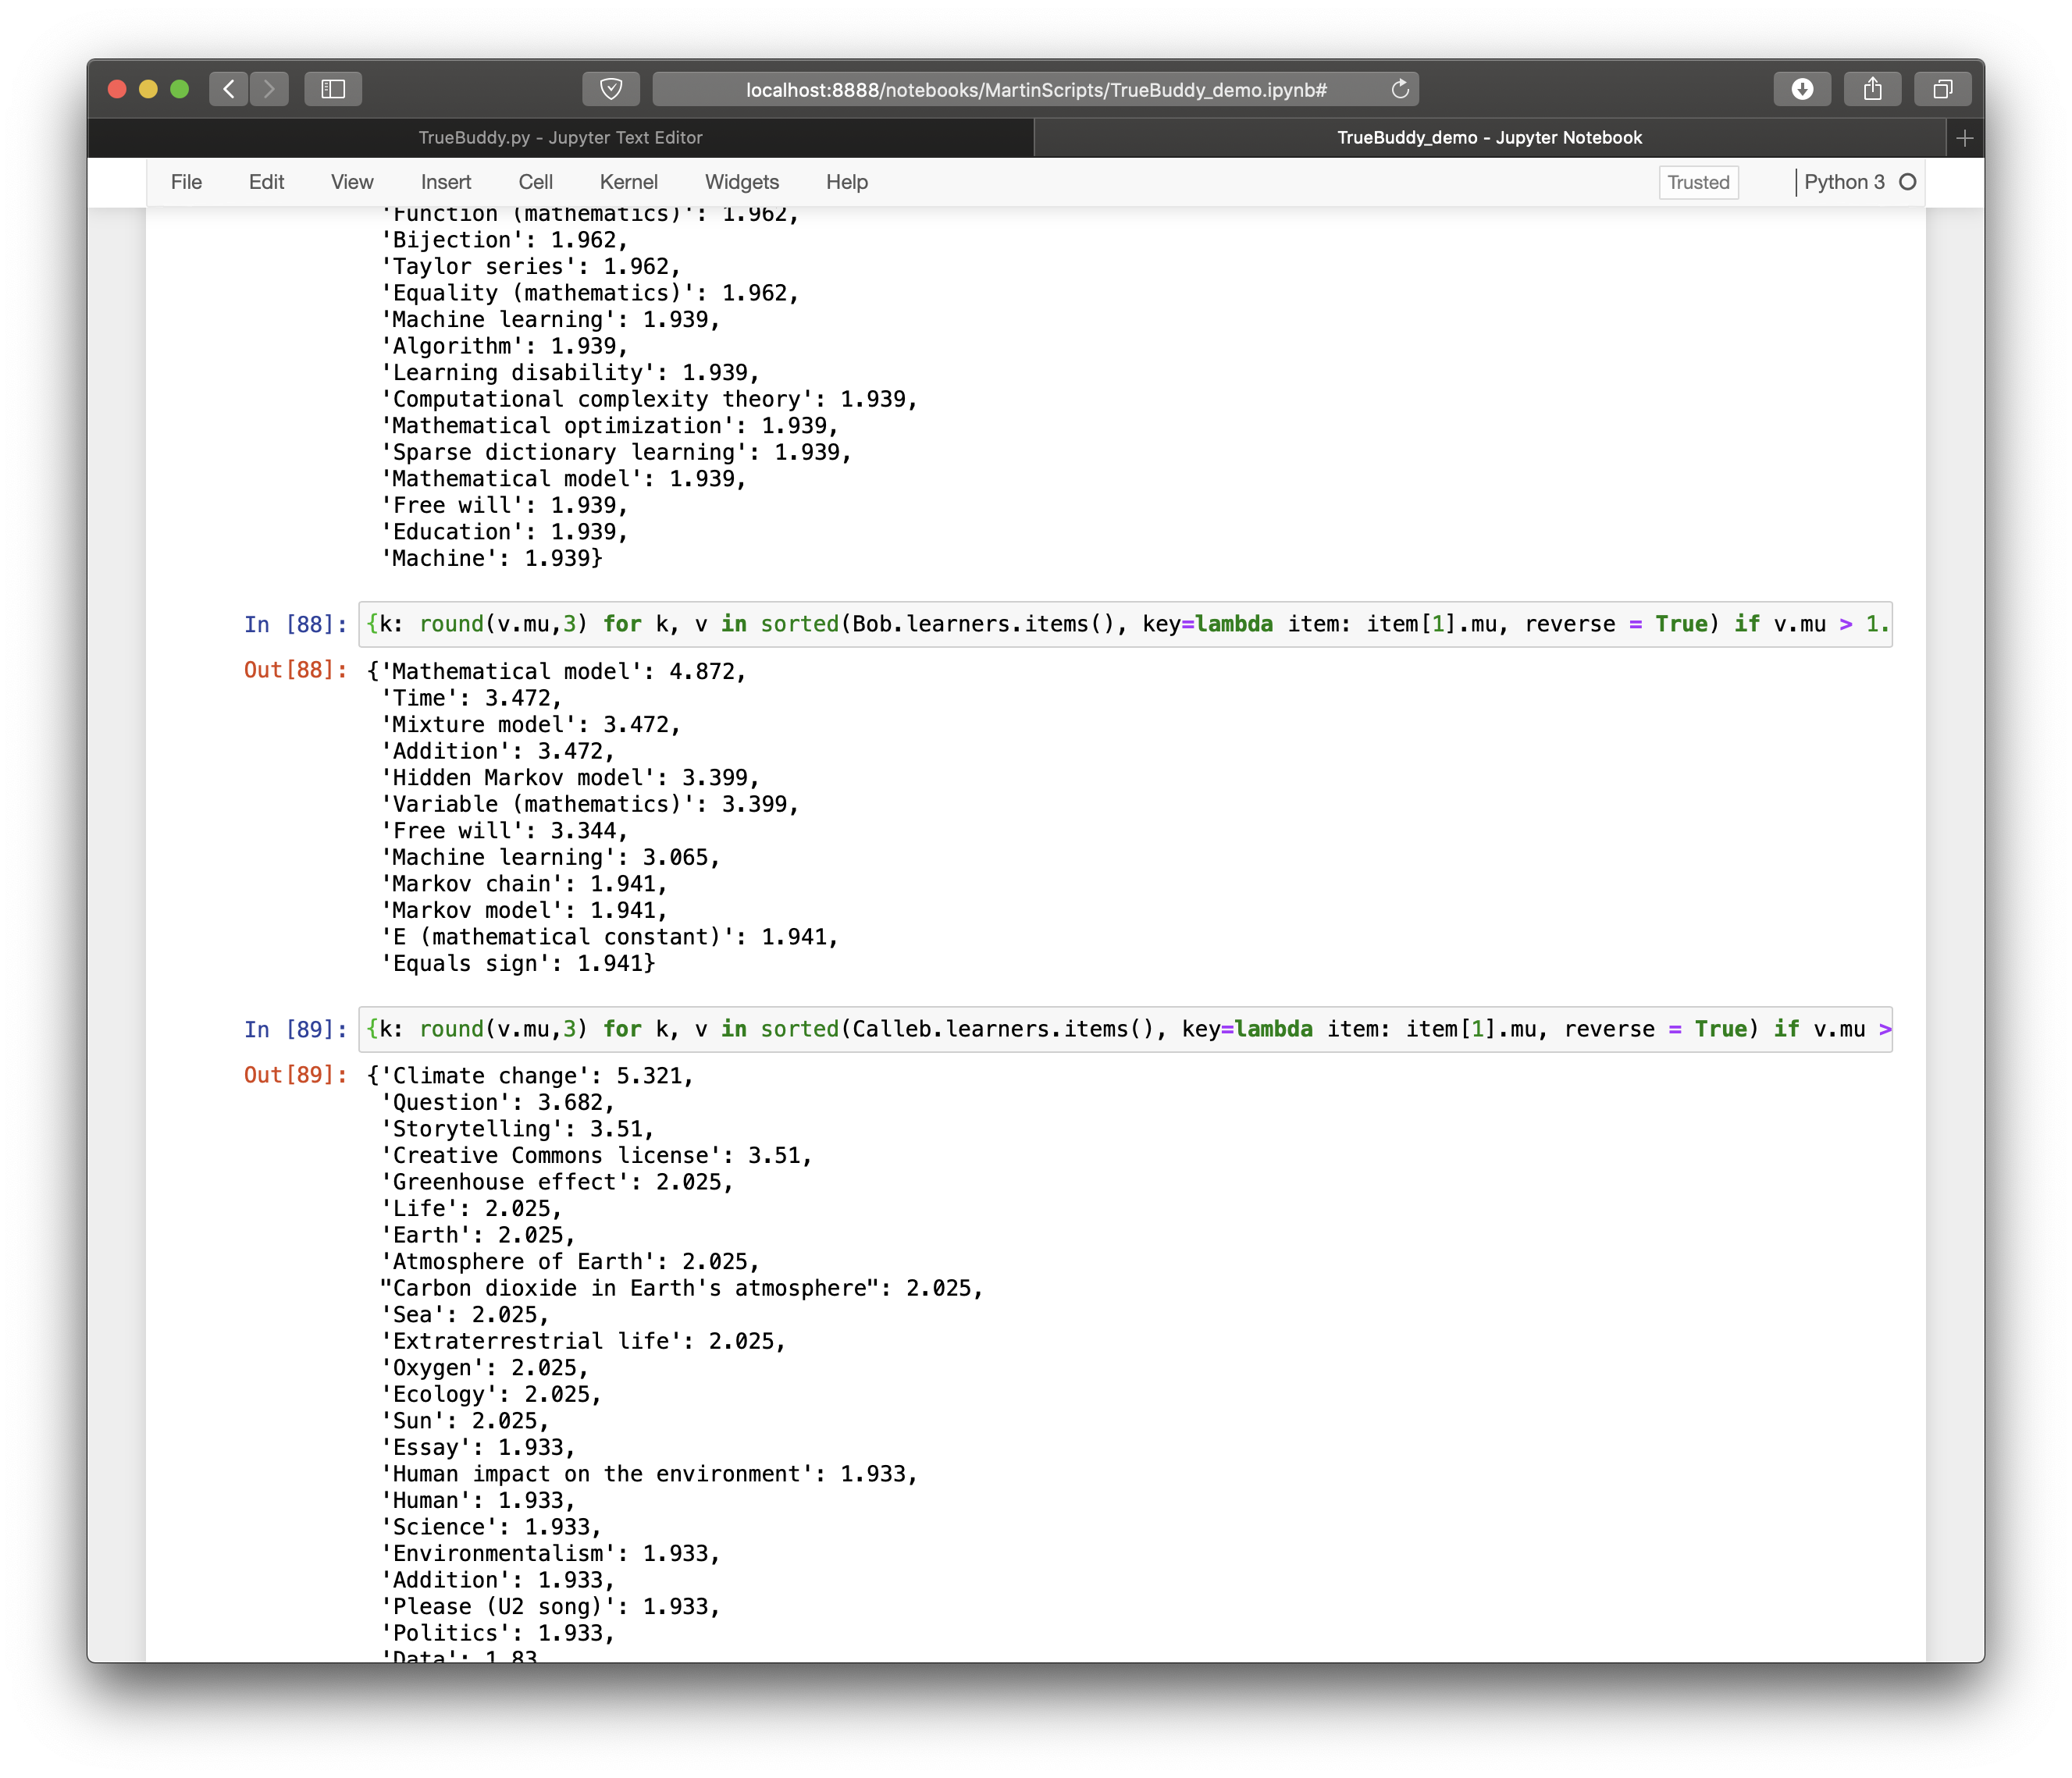 localhost:8888/notebooks/MartinScripts/TrueBuddy_demo.ipynb#
TrueBuddy.py - Jupyter Text Editor
TrueBuddy_demo - Jupyter Notebook
File Edit View Insert Cell Kernel Widgets Help Trusted Python 3
'Function (mathematics)': 1.962,
'Bijection': 1.962,
'Taylor series': 1.962,
'Equality (mathematics)': 1.962,
'Machine learning': 1.939,
'Algorithm': 1.939,
'Learning disability': 1.939,
'Computational complexity theory': 1.939,
'Mathematical optimization': 1.939,
'Sparse dictionary learning': 1.939,
'Mathematical model': 1.939,
'Free will': 1.939,
'Education': 1.939,
'Machine': 1.939}
In [88]: {k: round(v.mu,3) for k, v in sorted(Bob.learners.items(), key=lambda item: item[1].mu, reverse = True) if v.mu > 1.
Out[88]: {'Mathematical model': 4.872,
'Time': 3.472,
'Mixture model': 3.472,
'Addition': 3.472,
'Hidden Markov model': 3.399,
'Variable (mathematics)': 3.399,
'Free will': 3.344,
'Machine learning': 3.065,
'Markov chain': 1.941,
'Markov model': 1.941,
'E (mathematical constant)': 1.941,
'Equals sign': 1.941}
In [89]: {k: round(v.mu,3) for k, v in sorted(Calleb.learners.items(), key=lambda item: item[1].mu, reverse = True) if v.mu >
Out[89]: {'Climate change': 5.321,
'Question': 3.682,
'Storytelling': 3.51,
'Creative Commons license': 3.51,
'Greenhouse effect': 2.025,
'Life': 2.025,
'Earth': 2.025,
'Atmosphere of Earth': 2.025,
"Carbon dioxide in Earth's atmosphere": 2.025,
'Sea': 2.025,
'Extraterrestrial life': 2.025,
'Oxygen': 2.025,
'Ecology': 2.025,
'Sun': 2.025,
'Essay': 1.933,
'Human impact on the environment': 1.933,
'Human': 1.933,
'Science': 1.933,
'Environmentalism': 1.933,
'Addition': 1.933,
'Please (U2 song)': 1.933,
'Politics': 1.933,
'Data': 1.83